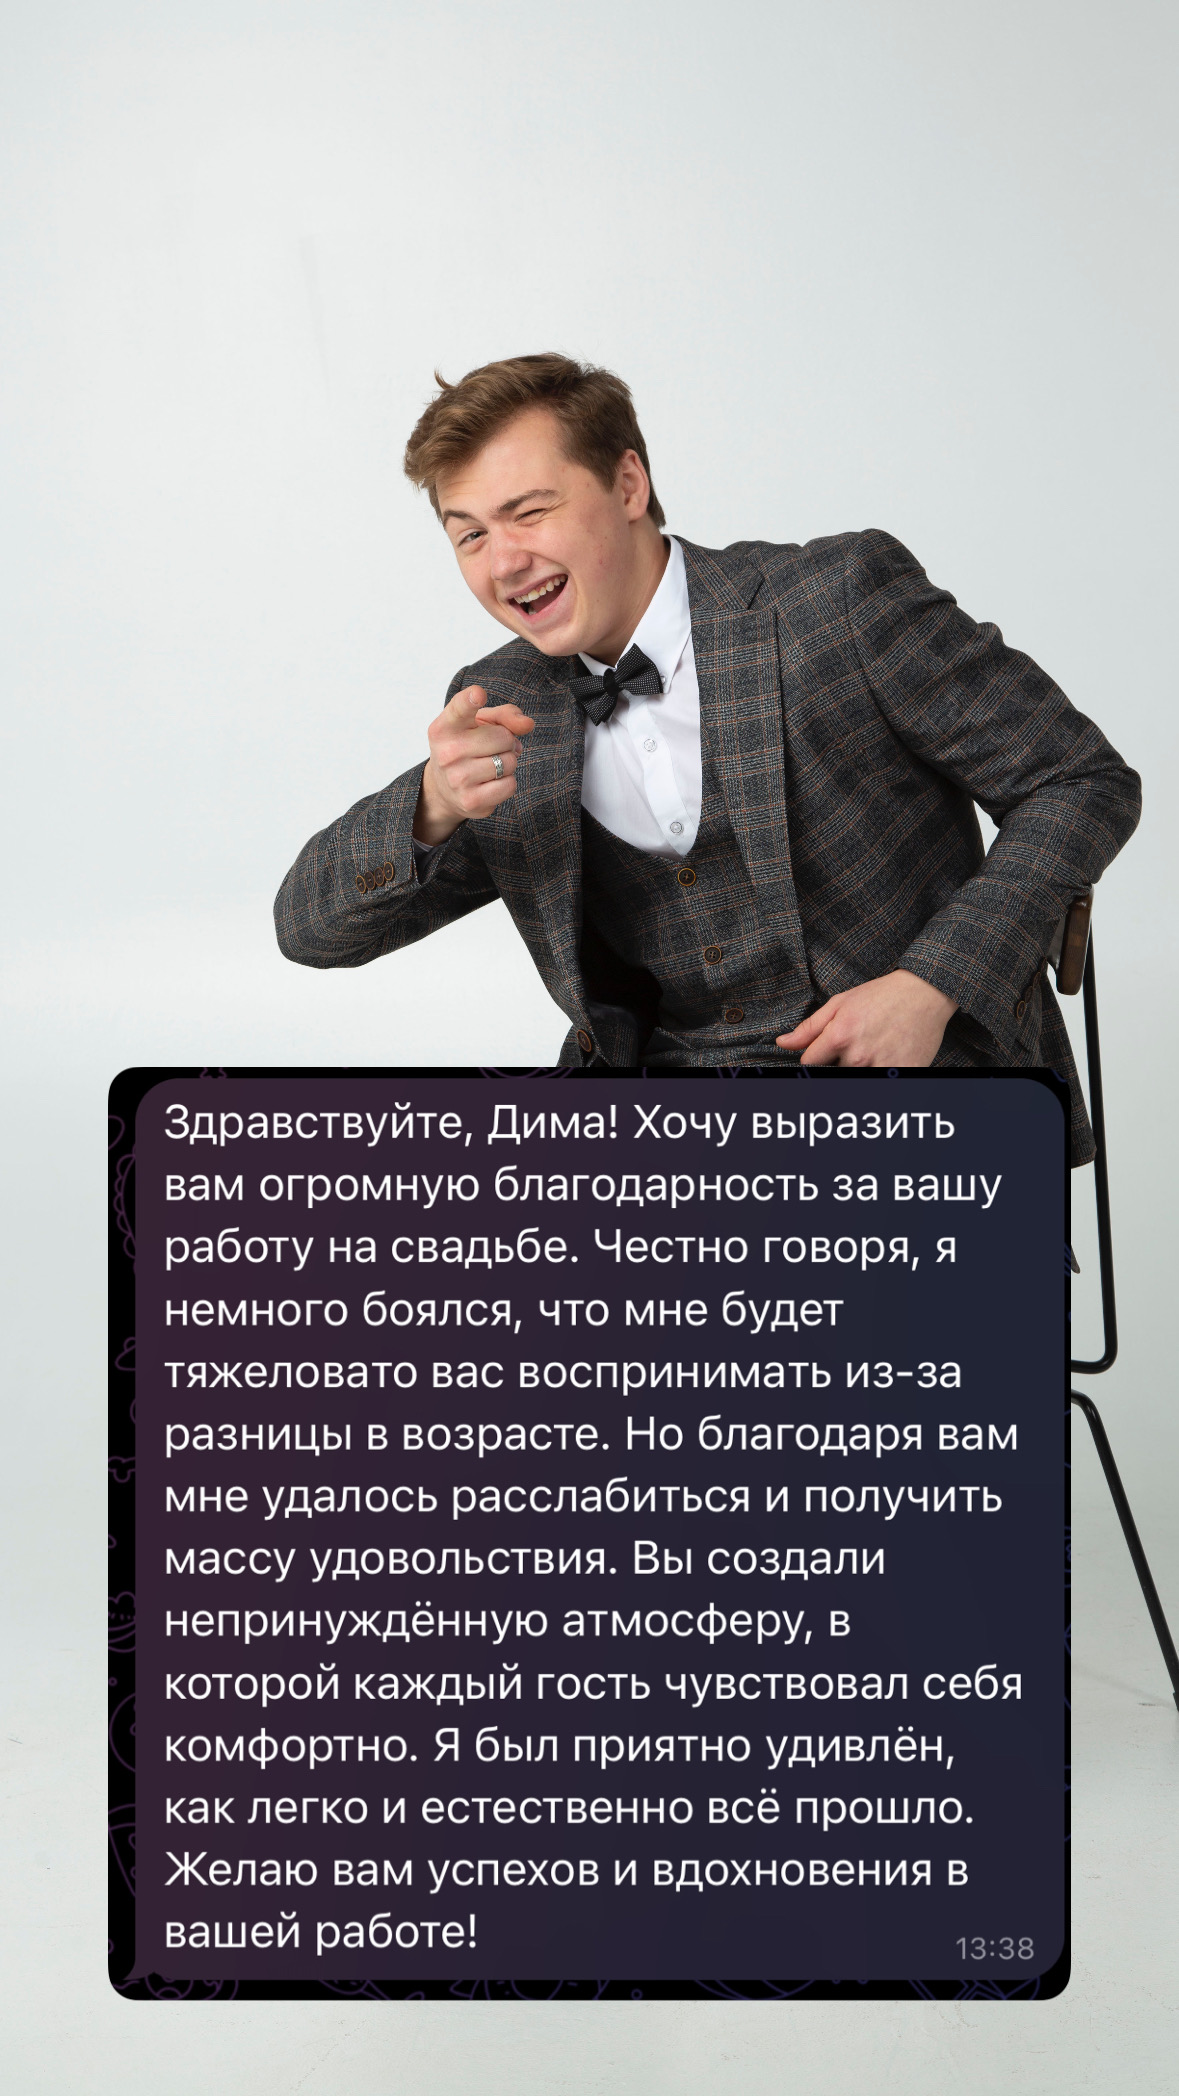 Здравствуйте, Дима! Хочу выразить
вам огромную благодарность за вашу
работу на свадьбе. Честно говоря, я
немного боялся, что мне будет
тяжеловато вас воспринимать из-за
разницы в возрасте. Но благодаря вам
мне удалось расслабиться и получить
массу удовольствия. Вы создали
непринуждённую атмосферу, в
которой каждый гость чувствовал себя
комфортно. Я был приятно удивлён,
как легко и естественно всё прошло.
Желаю вам успехов и вдохновения в
вашей работе!
13:38